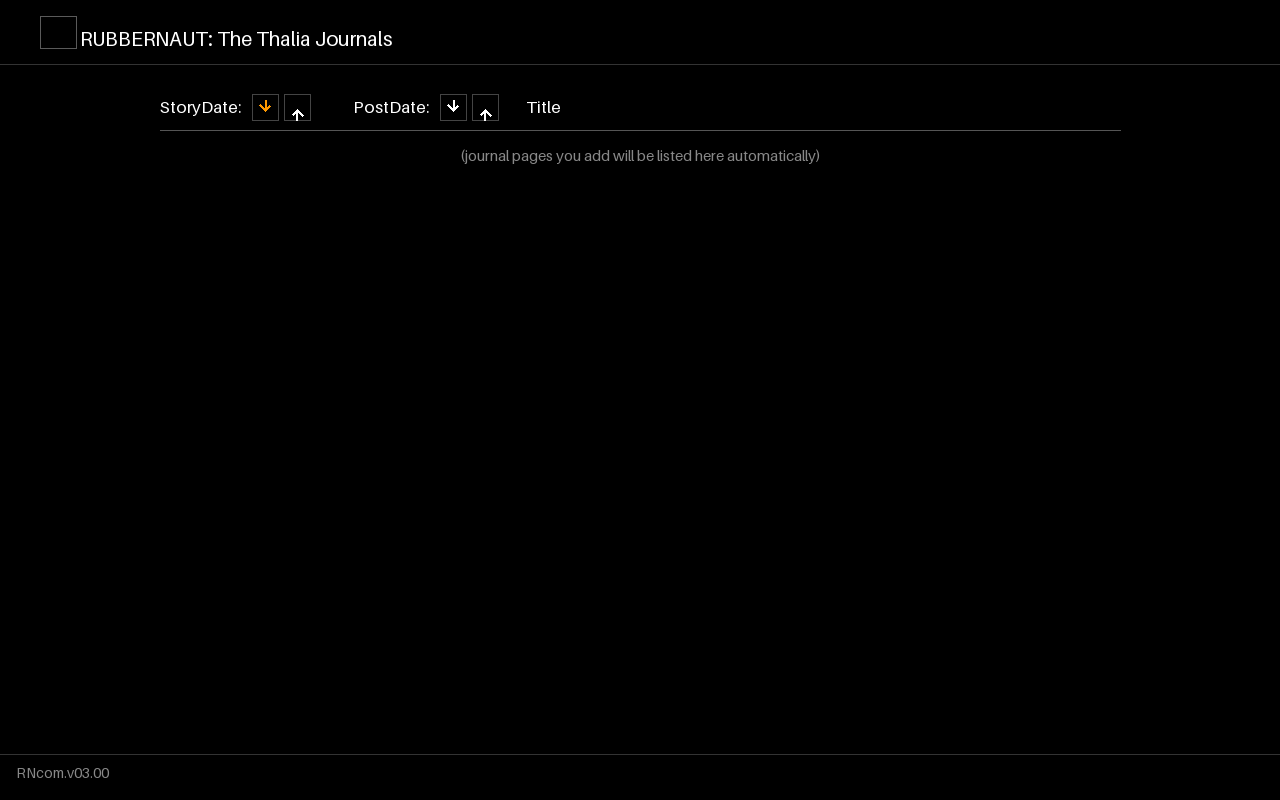 RUBBERNAUT: The Thalia Journals
StoryDate: ↓ ↑ PostDate: ↓ ↑ Title
(journal pages you add will be listed here automatically)
RNcom.v03.00